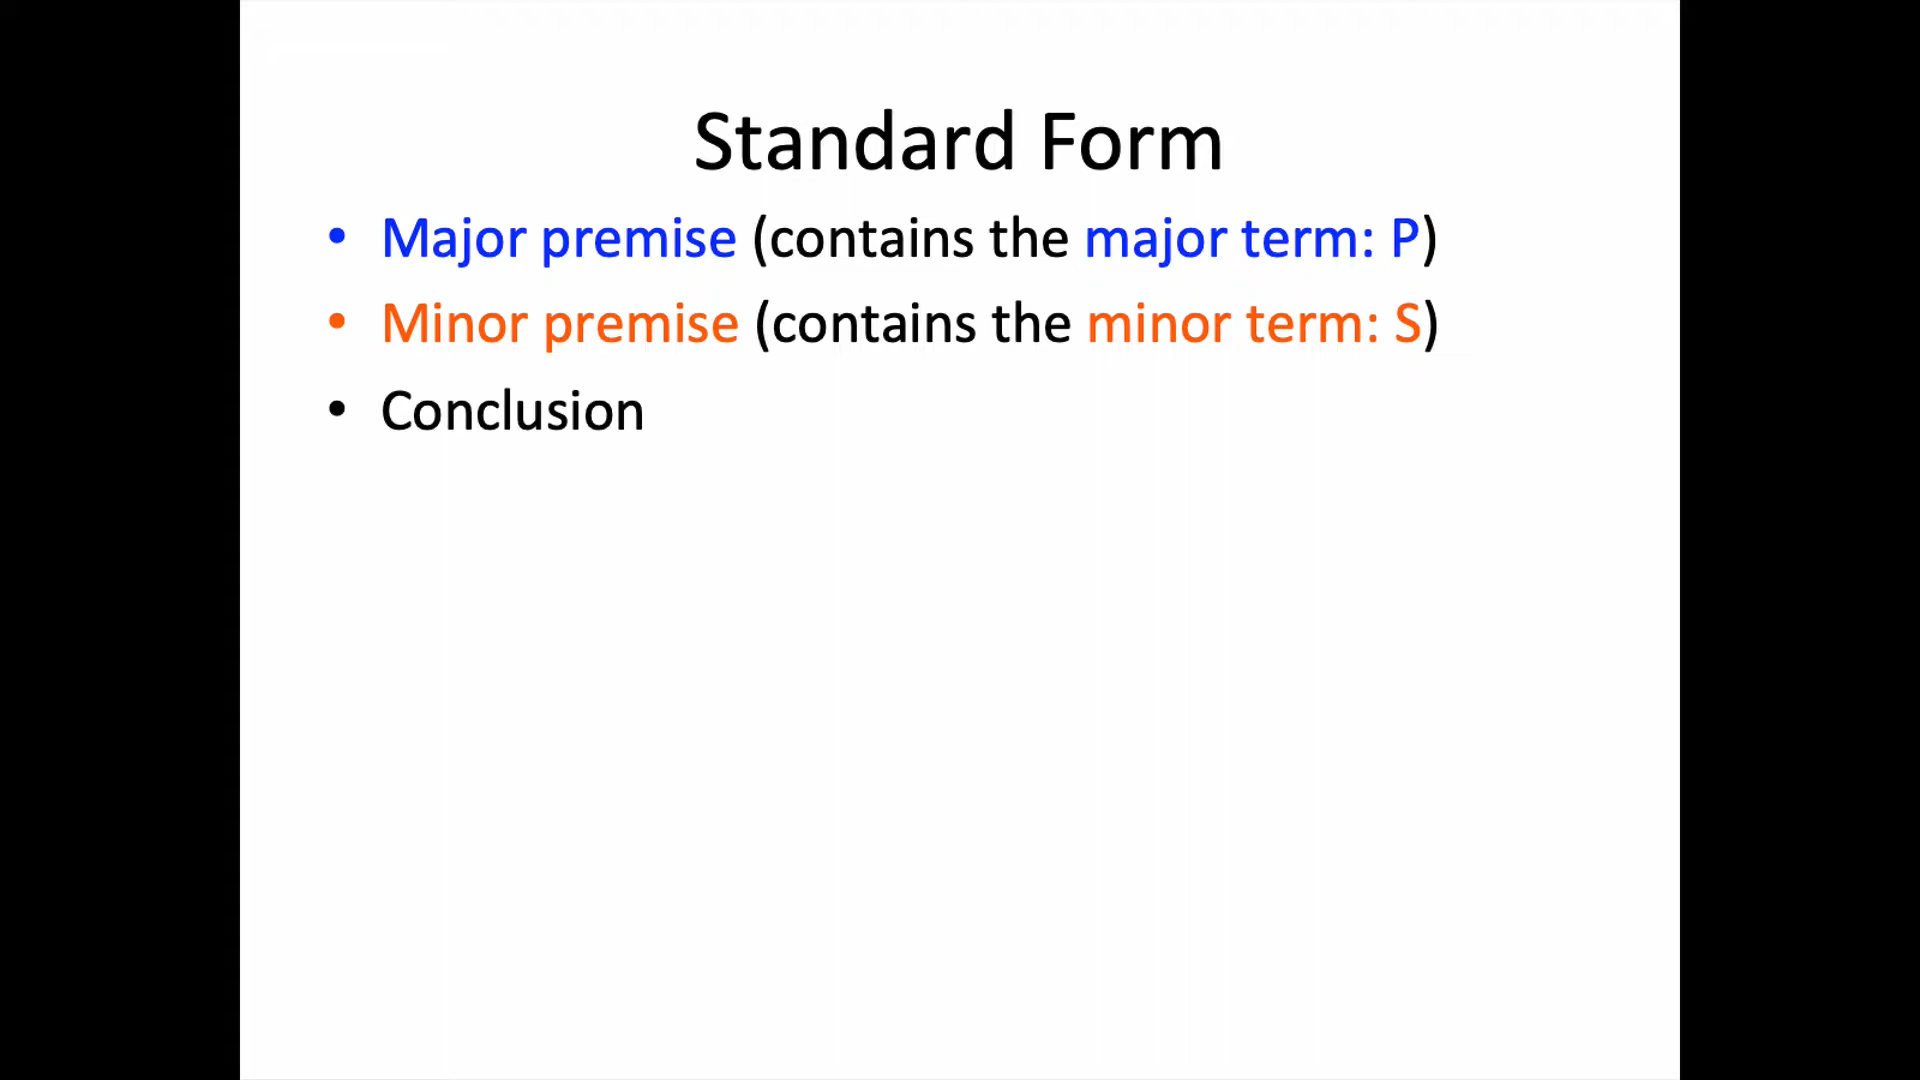 Standard Form
• Major premise (contains the major term: P)
• Minor premise (contains the minor term: S)
• Conclusion